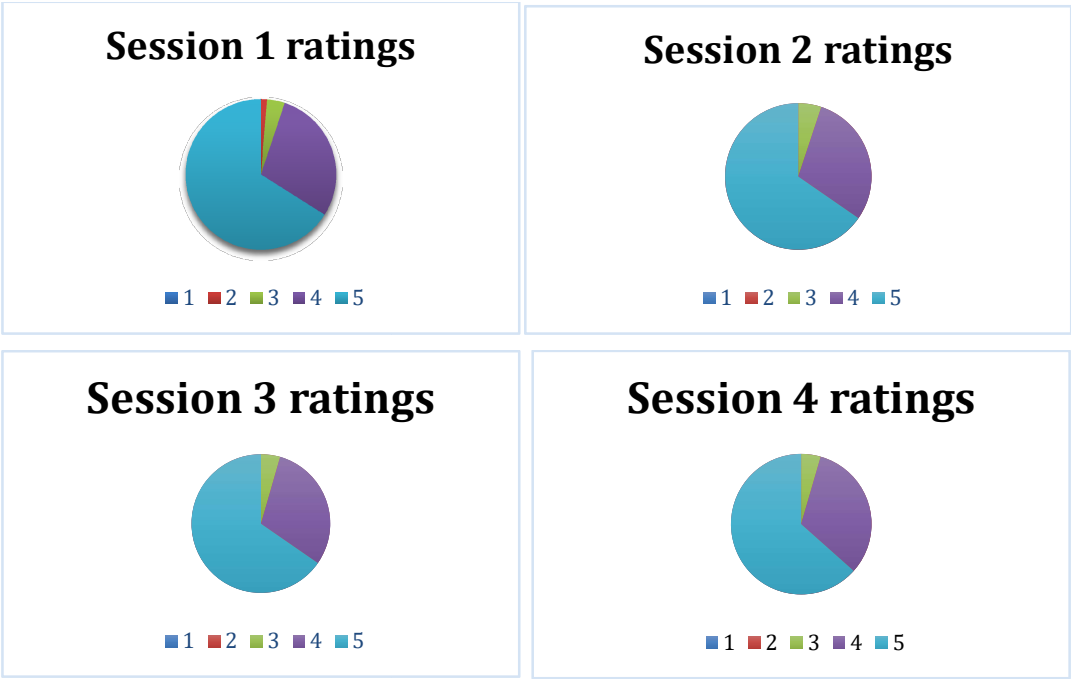 Session 1 ratings
1 2 3 4 5
Session 2 ratings
1 2 3 4 5
Session 3 ratings
1 2 3 4 5
Session 4 ratings
1 2 3 4 5